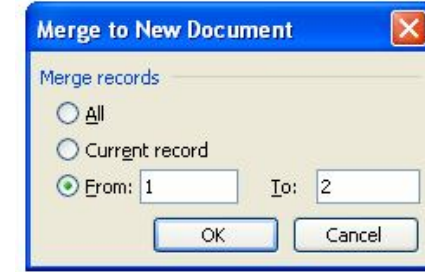 Merge to New Document
Merge records
All
Current record
From: 1 To: 2
OK Cancel